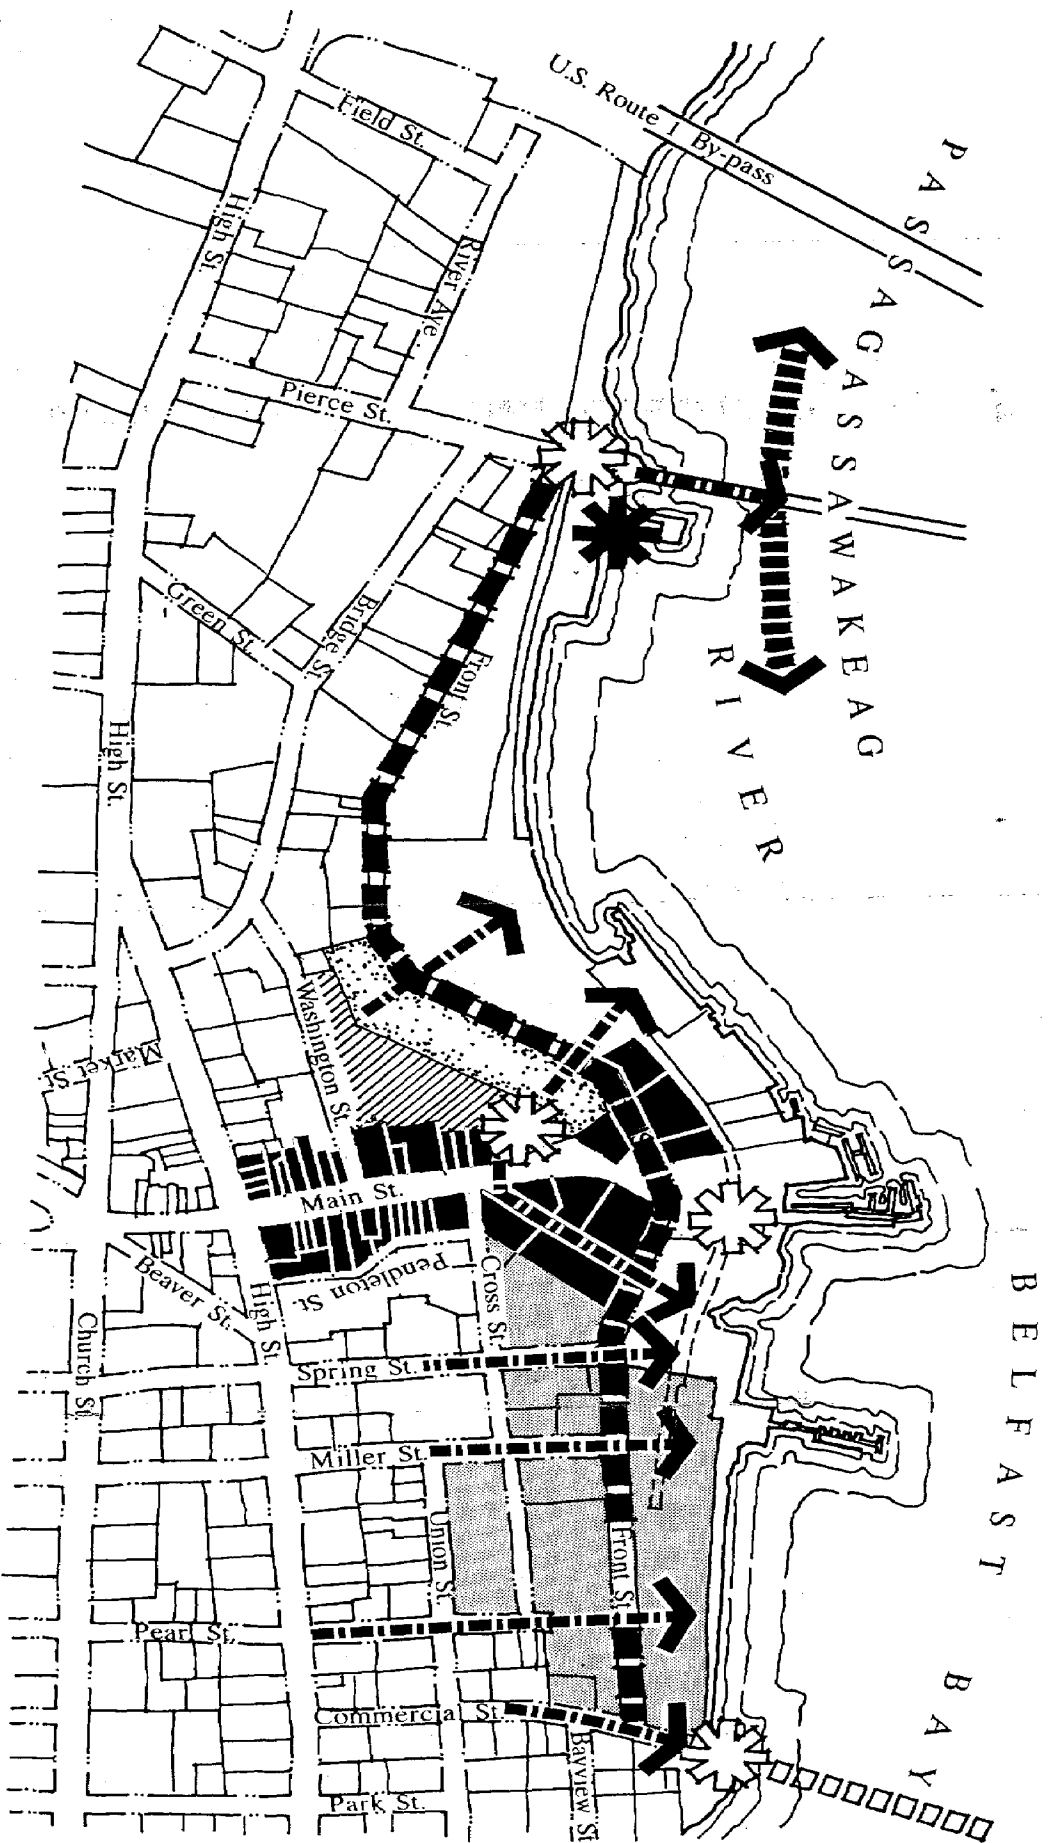 U.S. Route 1 By-pass
PASSAGASSAWAKEAG
RIVER
Field St.
High St.
River Ave.
Pierce St.
Green St.
Bridge St.
Front St.
High St.
Washington St.
Market St.
Main St.
Pendleton St.
Beaver St.
High St.
Cross St.
Church St.
Spring St.
Miller St.
Union St.
Front St.
Pearl St.
Commercial St.
Bayview St.
Park St.
BELFAST
BAY